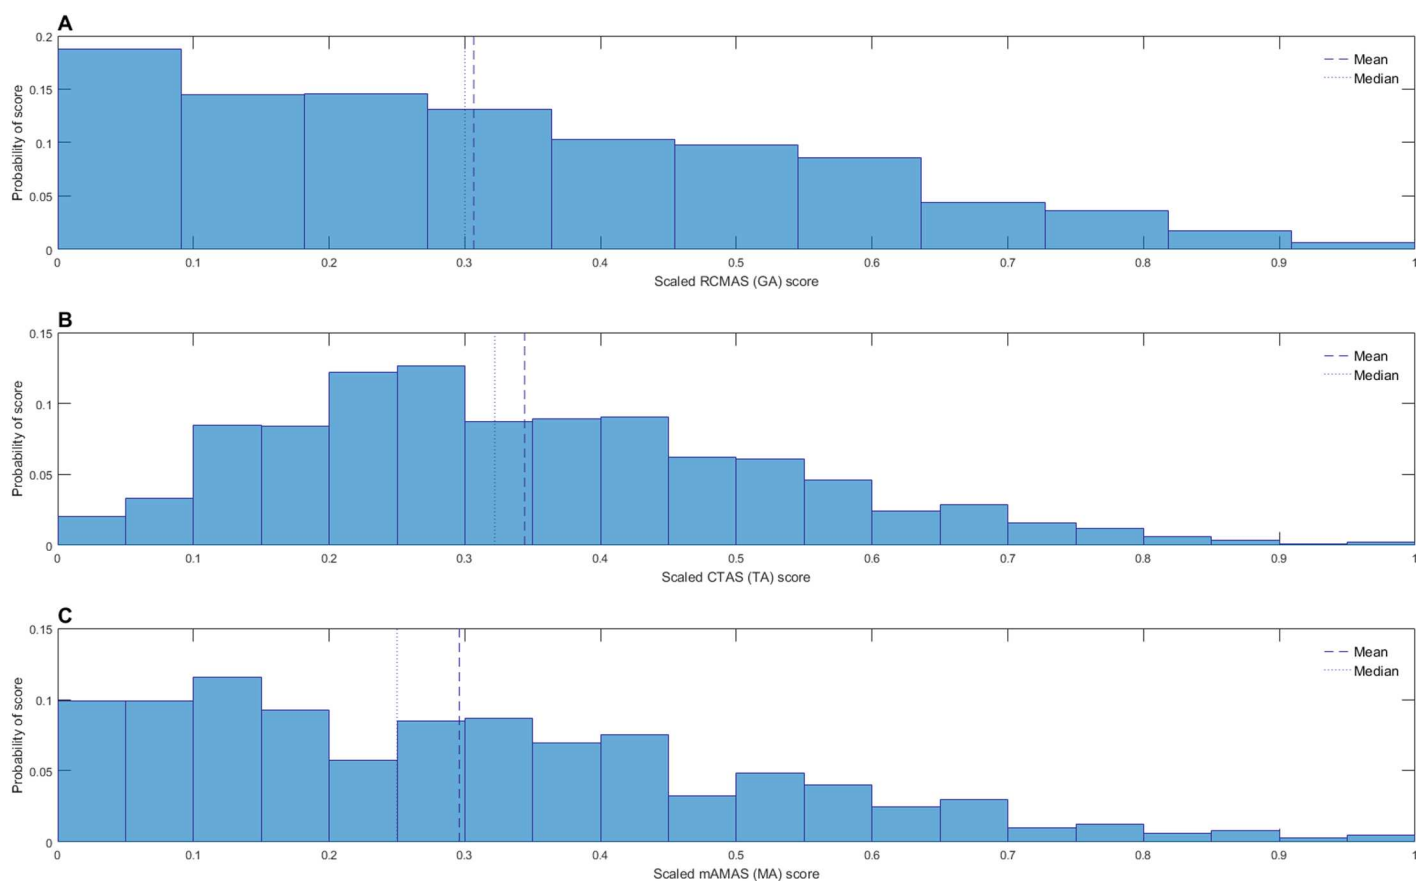 A
0.2
0.15
0.1
0.05
0
Probability of score
Mean
Median
0 0.1 0.2 0.3 0.4 0.5 0.6 0.7 0.8 0.9 1
Scaled RCMAS (GA) score
B
0.15
0.1
0.05
0
Probability of score
Mean
Median
0 0.1 0.2 0.3 0.4 0.5 0.6 0.7 0.8 0.9 1
Scaled CTAS (TA) score
C
0.15
0.1
0.05
0
Probability of score
Mean
Median
0 0.1 0.2 0.3 0.4 0.5 0.6 0.7 0.8 0.9 1
Scaled mAMAS (MA) score